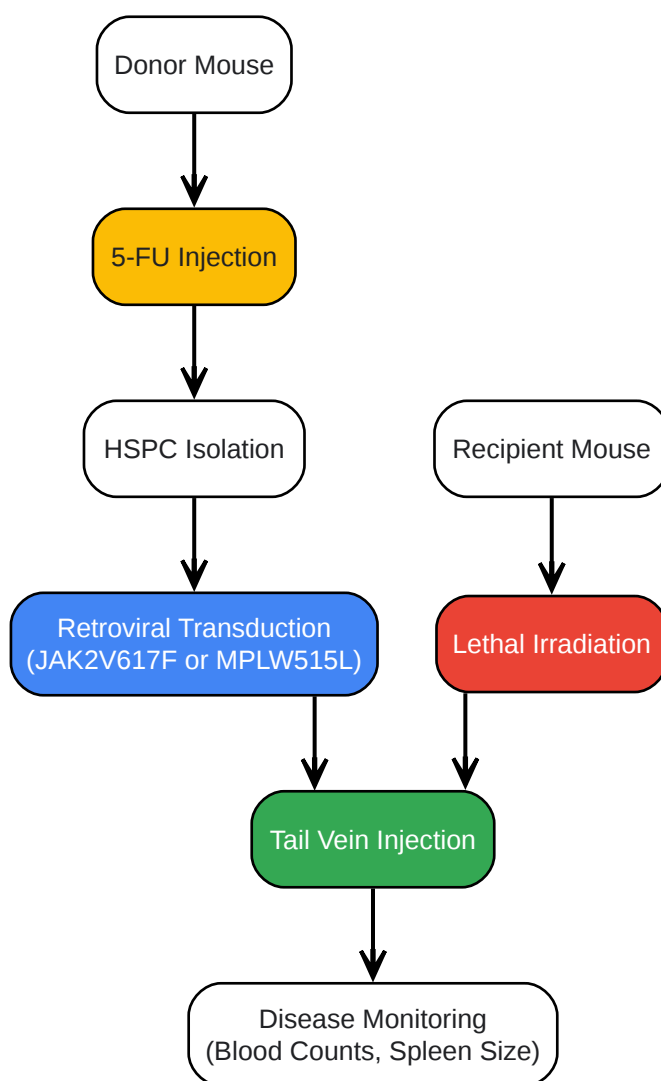 Donor Mouse
5-FU Injection
HSPC Isolation
Recipient Mouse
Retroviral Transduction
(JAK2V617F or MPLW515L)
Lethal Irradiation
Tail Vein Injection
Disease Monitoring
(Blood Counts, Spleen Size)